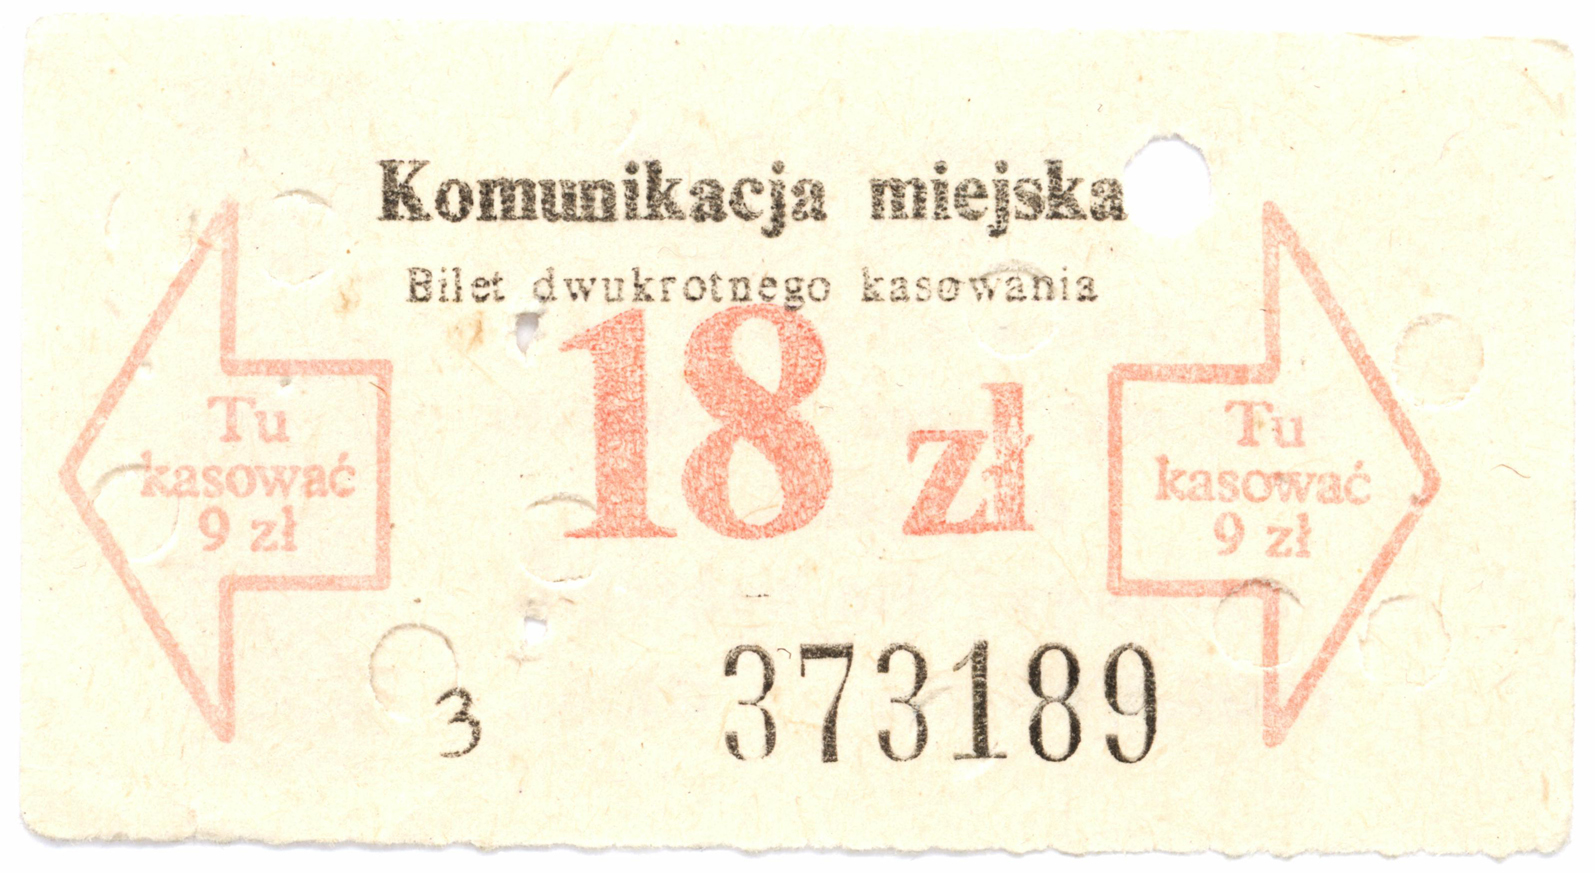 Komunikacja miejska
Bilet dwukrotnego kasowania
18 zł
Tu
kasować
9 zł
Tu
kasować
9 zł
3 373189